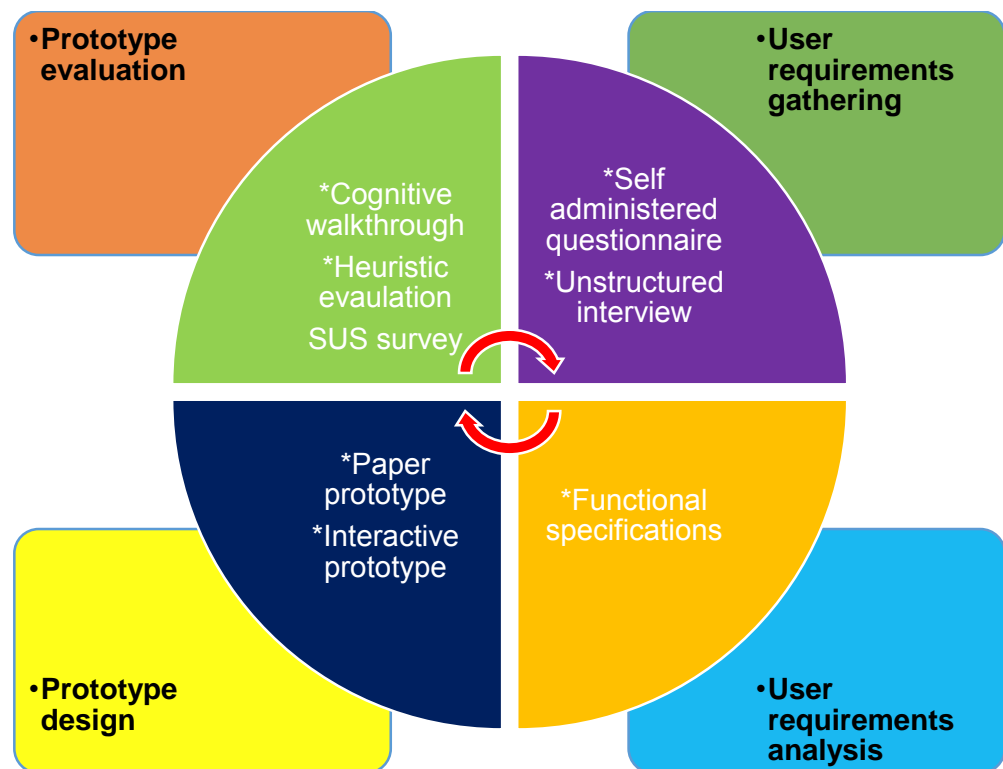 •Prototype
evaluation
•User
requirements
gathering
*Cognitive
walkthrough
*Heuristic
evaulation
SUS survey
*Self
administered
questionnaire
*Unstructured
interview
*Paper
prototype
*Interactive
prototype
*Functional
specifications
•Prototype
design
•User
requirements
analysis